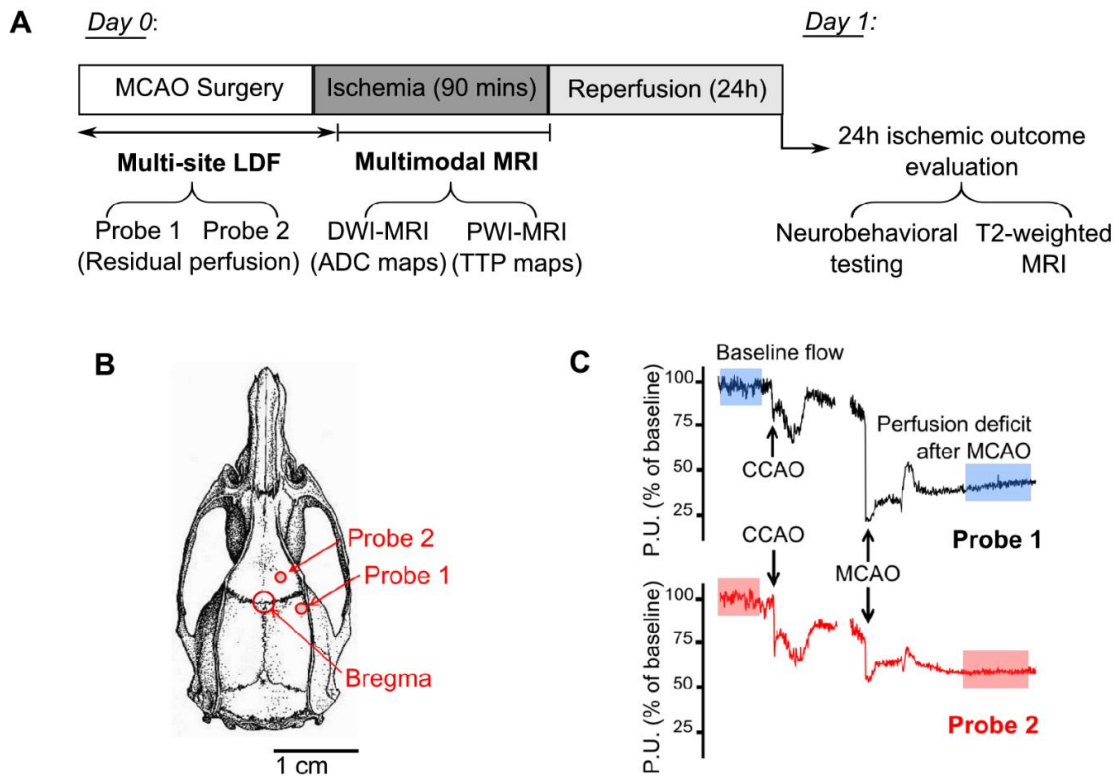 A
Day 0:
Day 1:
MCAO Surgery
Ischemia (90 mins)
Reperfusion (24h)
Multi-site LDF
Multimodal MRI
24h ischemic outcome
evaluation
Probe 1
Probe 2
(Residual perfusion)
DWI-MRI
(ADC maps)
PWI-MRI
(TTP maps)
Neurobehavioral
testing
T2-weighted
MRI
B
Probe 2
Probe 1
Bregma
1 cm
C
Baseline flow
P.U. (% of baseline)
100
75
50
25
CCAO
Perfusion deficit
after MCAO
Probe 1
CCAO
MCAO
P.U. (% of baseline)
100
75
50
25
Probe 2